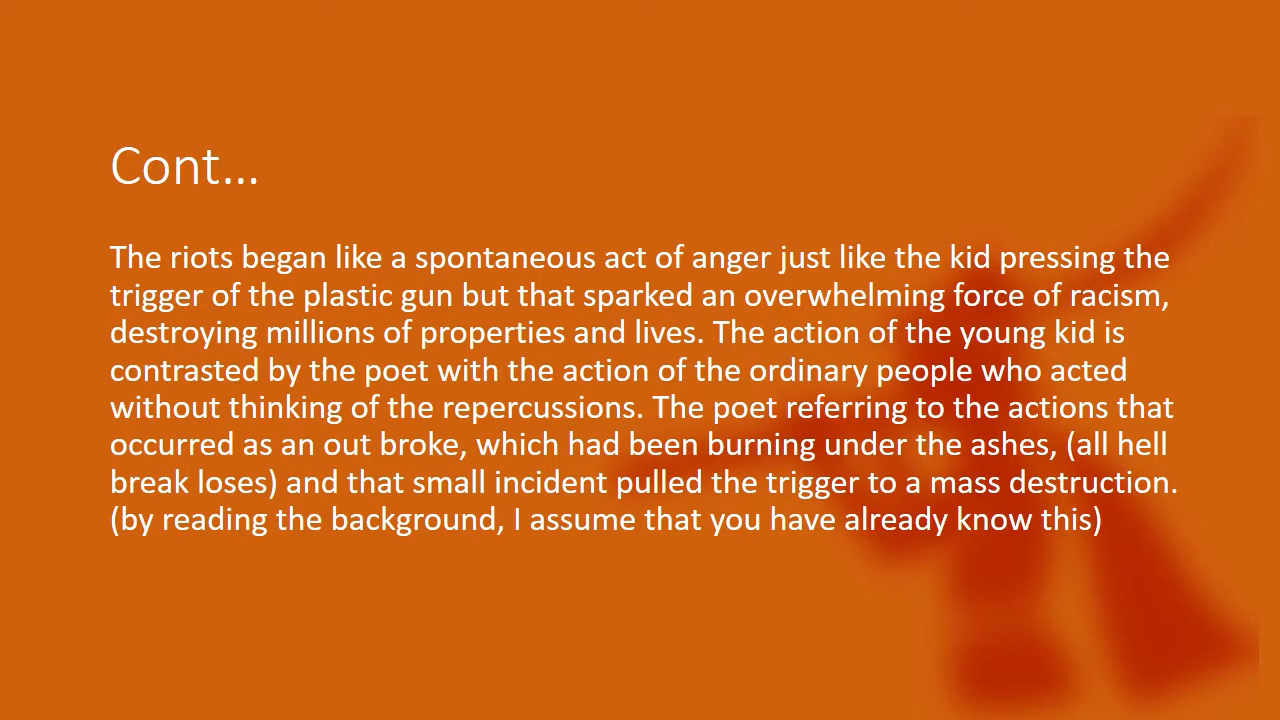 Cont...
The riots began like a spontaneous act of anger just like the kid pressing the
trigger of the plastic gun but that sparked an overwhelming force of racism,
destroying millions of properties and lives. The action of the young kid is
contrasted by the poet with the action of the ordinary people who acted
without thinking of the repercussions. The poet referring to the actions that
occurred as an out broke, which had been burning under the ashes, (all hell
break loses) and that small incident pulled the trigger to a mass destruction.
(by reading the background, I assume that you have already know this)